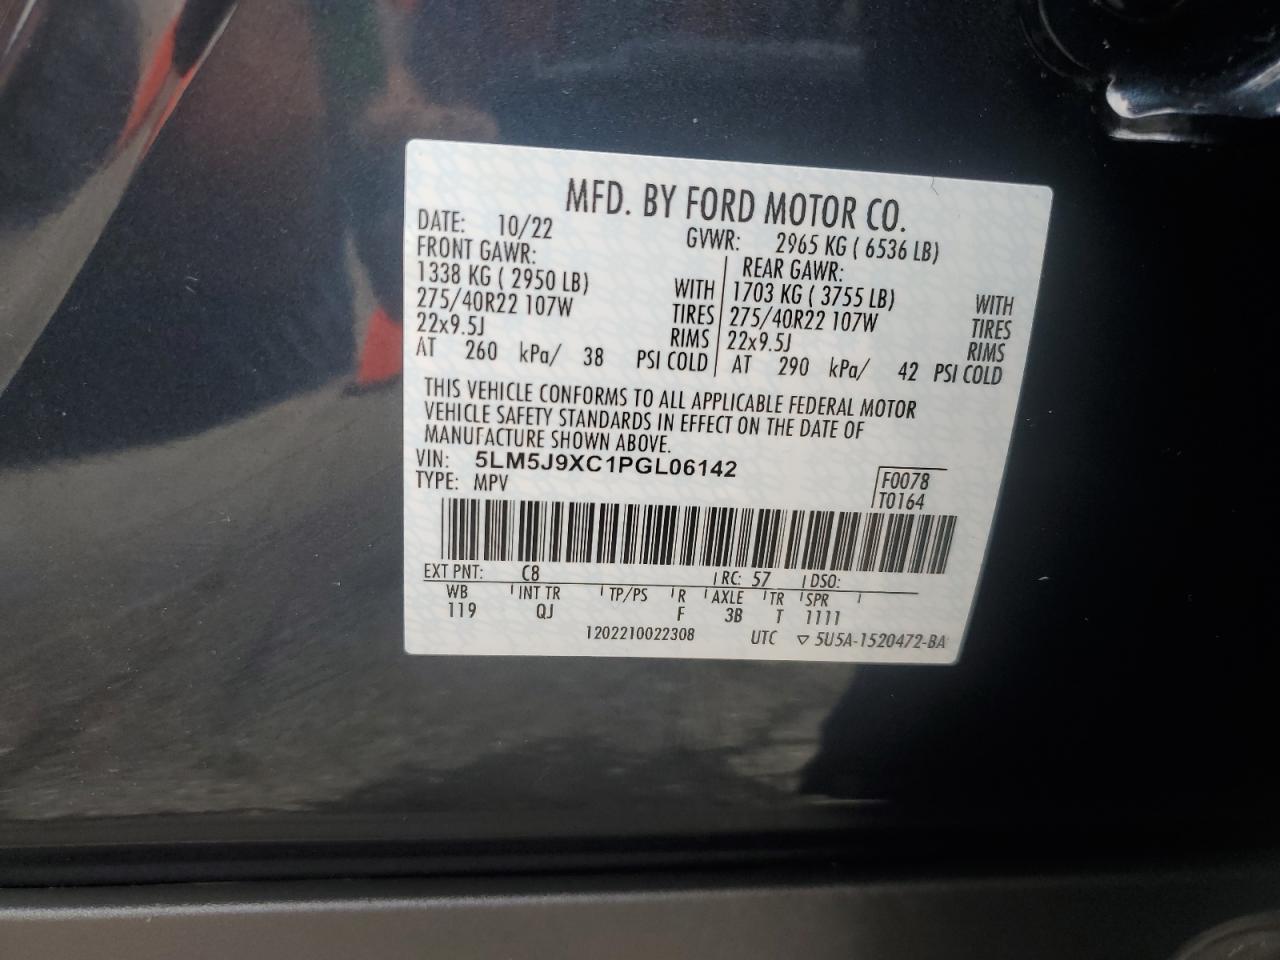 MFD. BY FORD MOTOR CO.
DATE: 10/22 GVWR: 2965 KG ( 6536 LB)
FRONT GAWR: REAR GAWR:
1338 KG ( 2950 LB) WITH 1703 KG ( 3755 LB) WITH
275/40R22 107W TIRES 275/40R22 107W TIRES
22x9.5J RIMS 22x9.5J RIMS
AT 260 kPa/ 38 PSI COLD AT 290 kPa/ 42 PSI COLD
THIS VEHICLE CONFORMS TO ALL APPLICABLE FEDERAL MOTOR
VEHICLE SAFETY STANDARDS IN EFFECT ON THE DATE OF
MANUFACTURE SHOWN ABOVE.
VIN: 5LM5J9XC1PGL06142
TYPE: MPV
F0078
T0164
EXT PNT: C8 RC: 57 DSO:
WB INT TR TP/PS R AXLE TR SPR
119 QJ F 3B T 1111
1202210022308 UTC ▽ 5U5A-1520472-BA